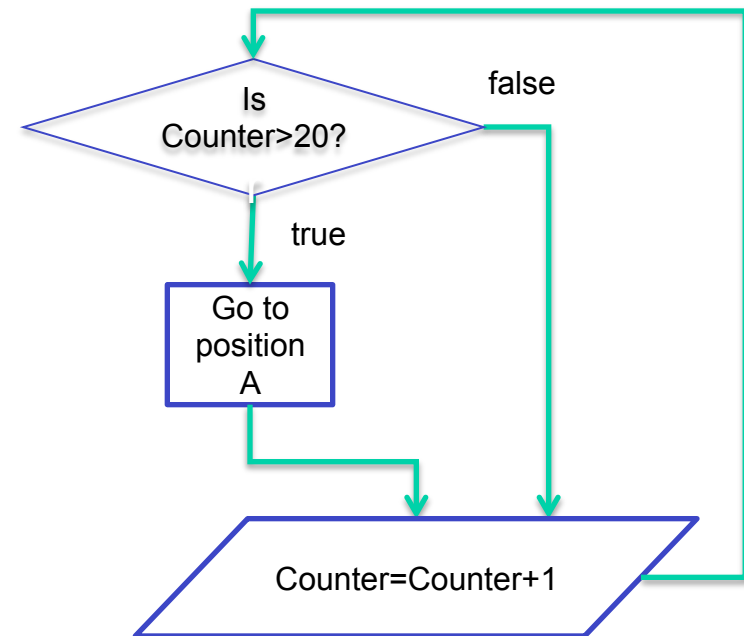 Is
Counter>20?
false
true
Go to
position
A
Counter=Counter+1